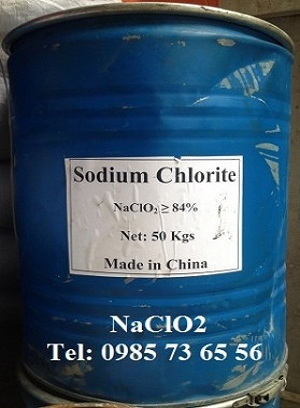 Sodium Chlorite
NaClO₂ ≥ 84%
Net: 50 Kgs
Made in China
NaClO2
Tel: 0985 73 65 56